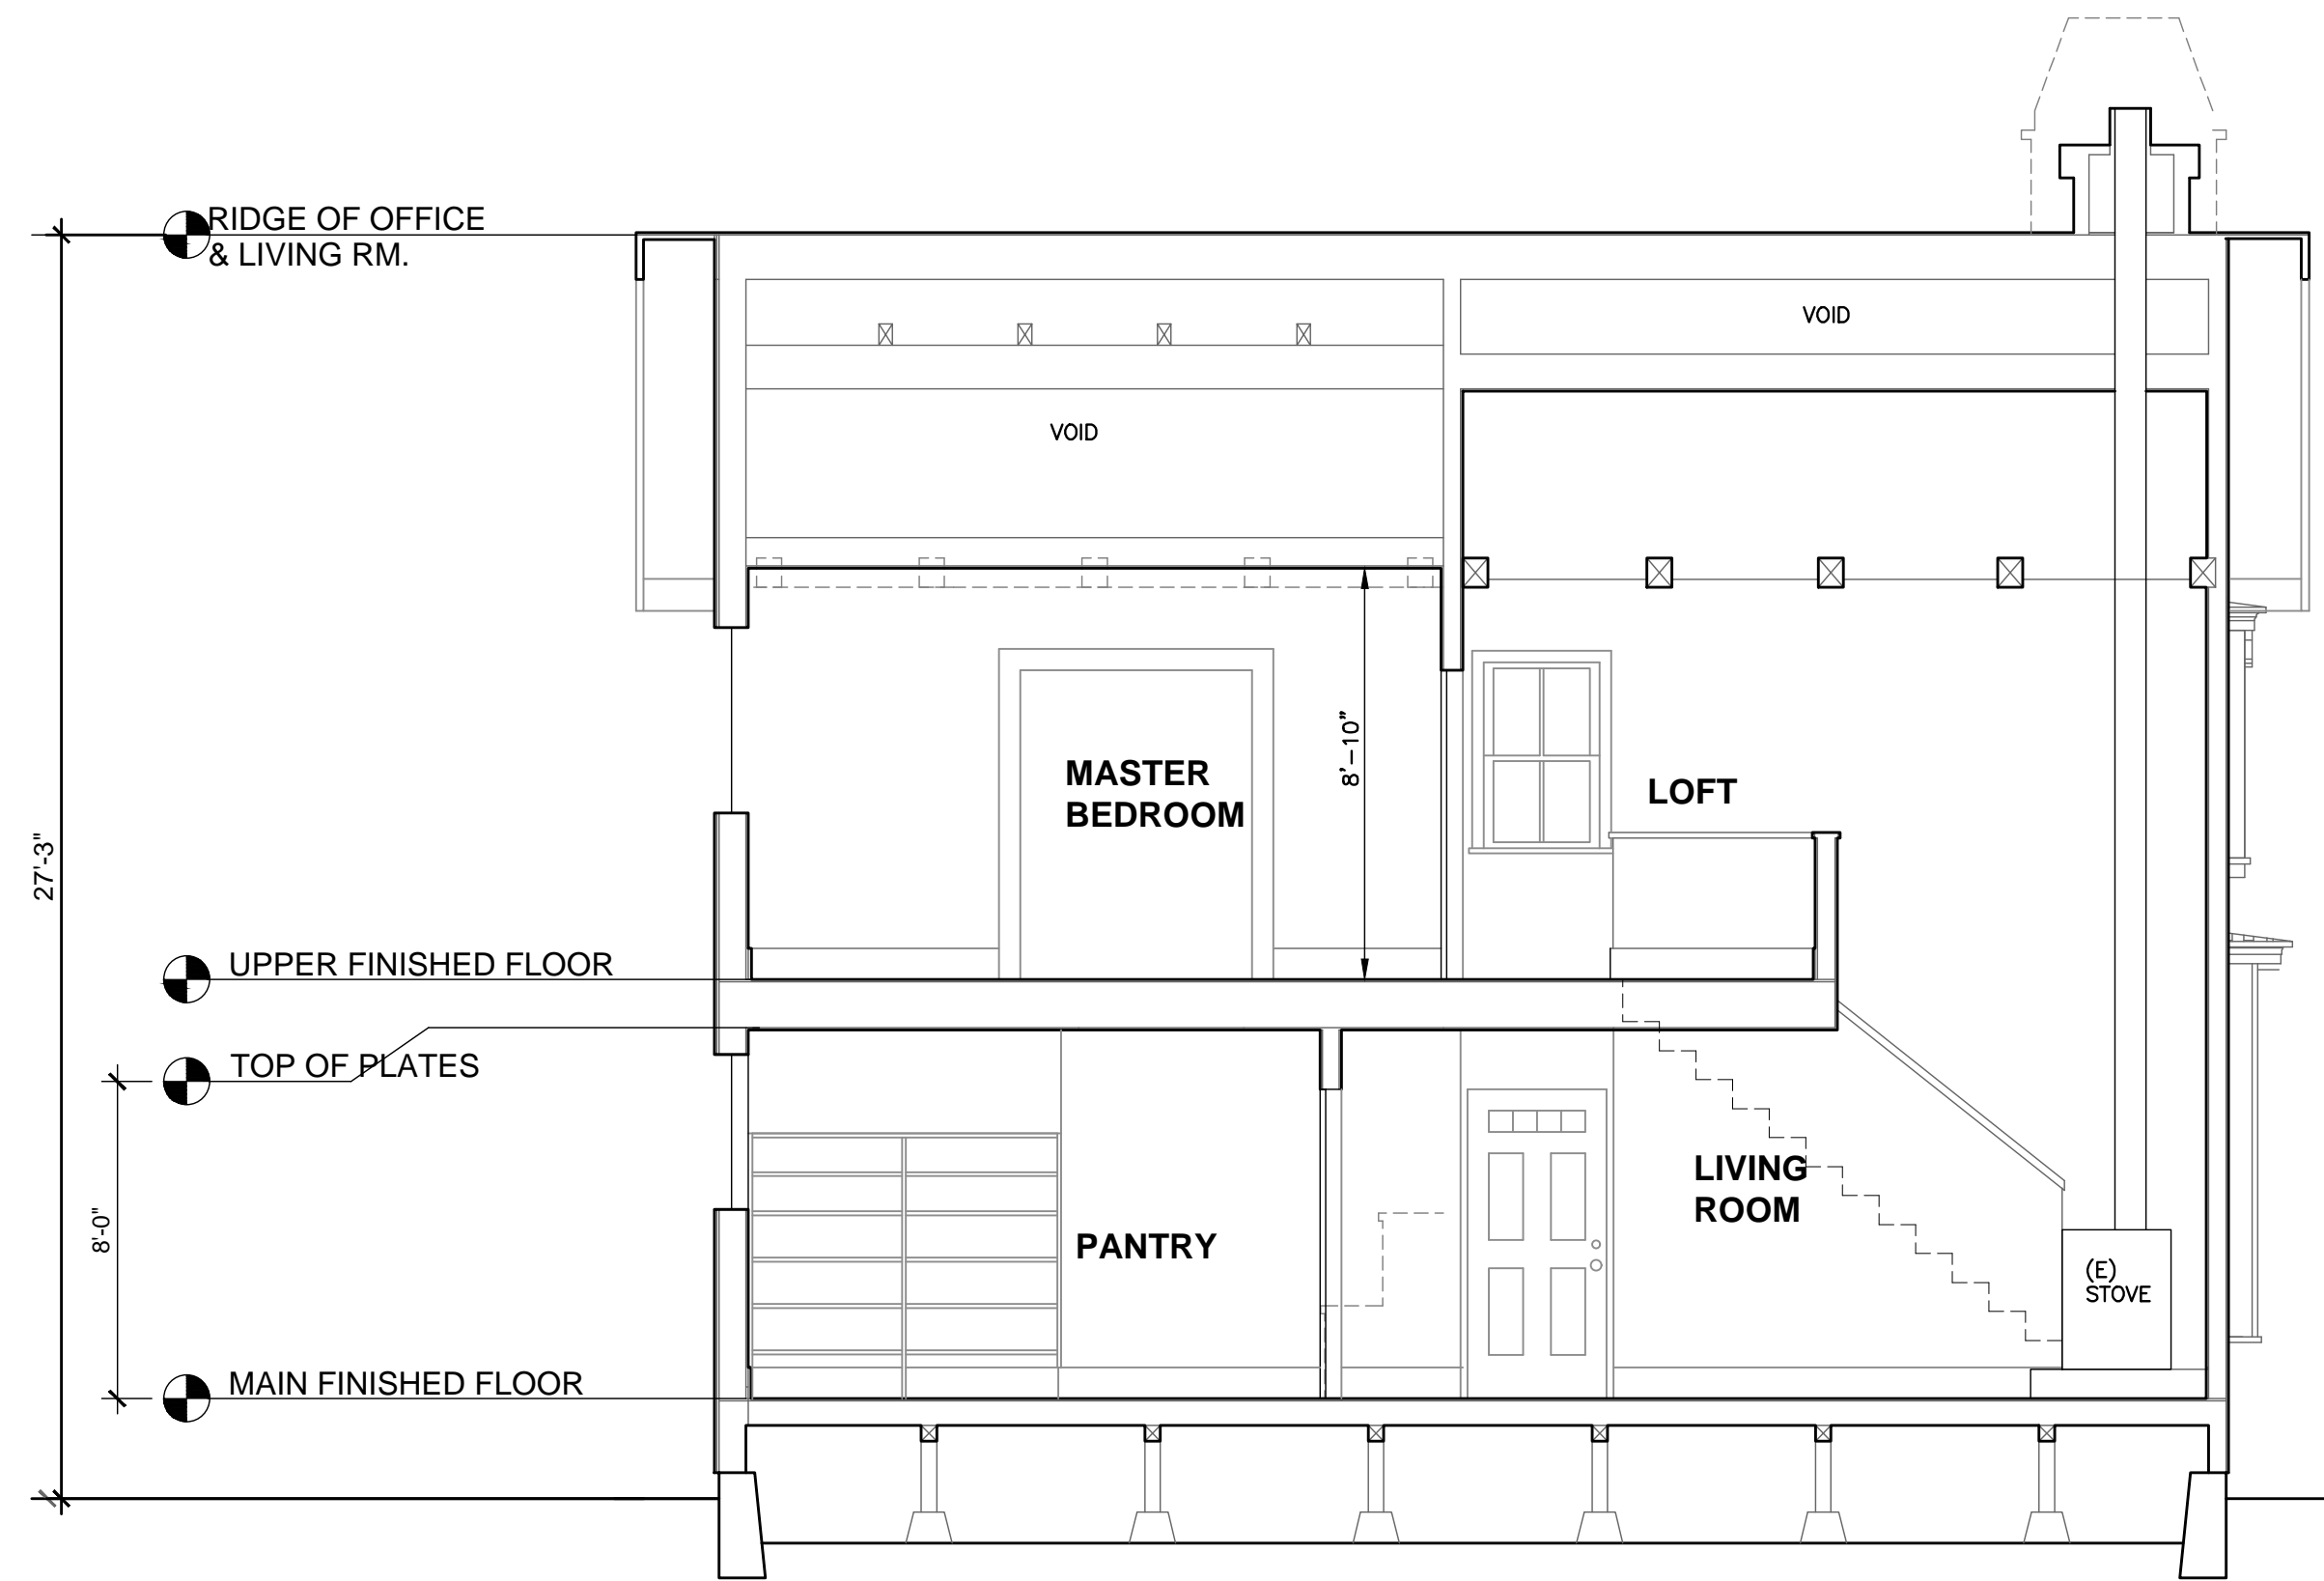 RIDGE OF OFFICE
& LIVING RM.
VOID
VOID
MASTER
BEDROOM
8'–10"
LOFT
27'-3"
UPPER FINISHED FLOOR
TOP OF PLATES
8'-0"
PANTRY
LIVING
ROOM
(E)
STOVE
MAIN FINISHED FLOOR